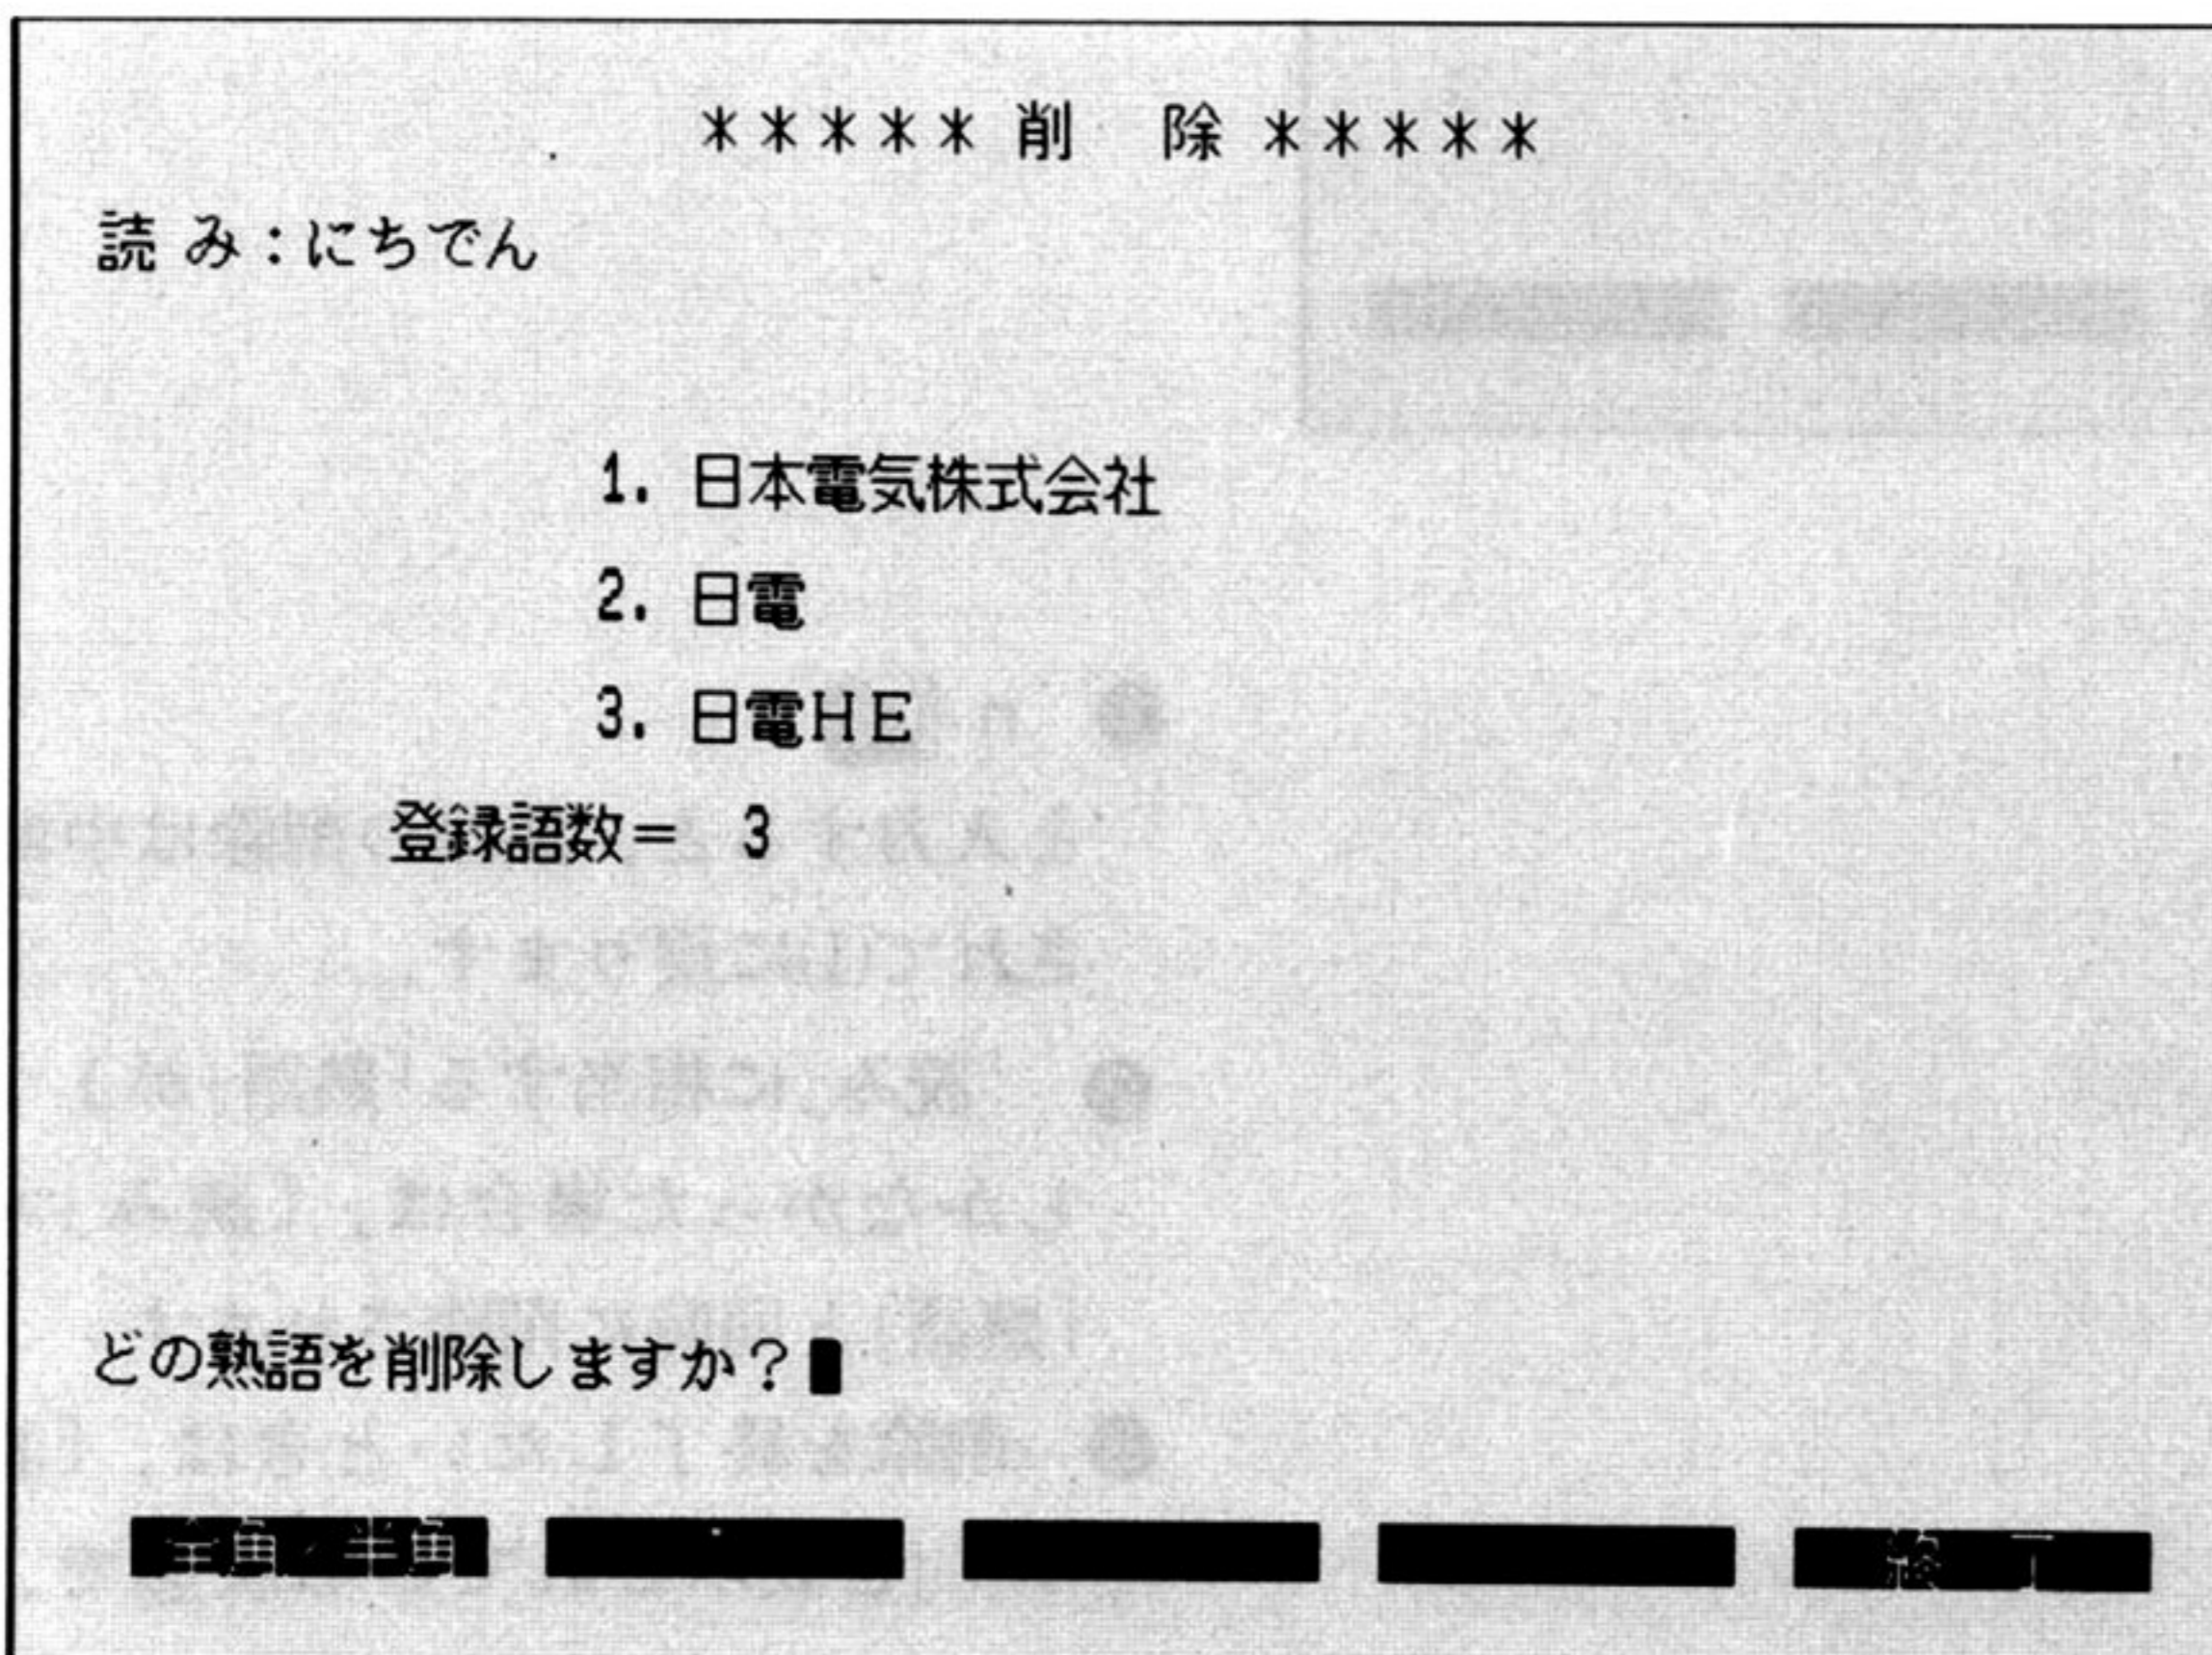 ＊＊＊＊＊ 削　除 ＊＊＊＊＊
読 み：にちでん
1. 日本電気株式会社
2. 日電
3. 日電ＨＥ
登録語数＝ 3
どの熟語を削除しますか？
全角／半角 終 了